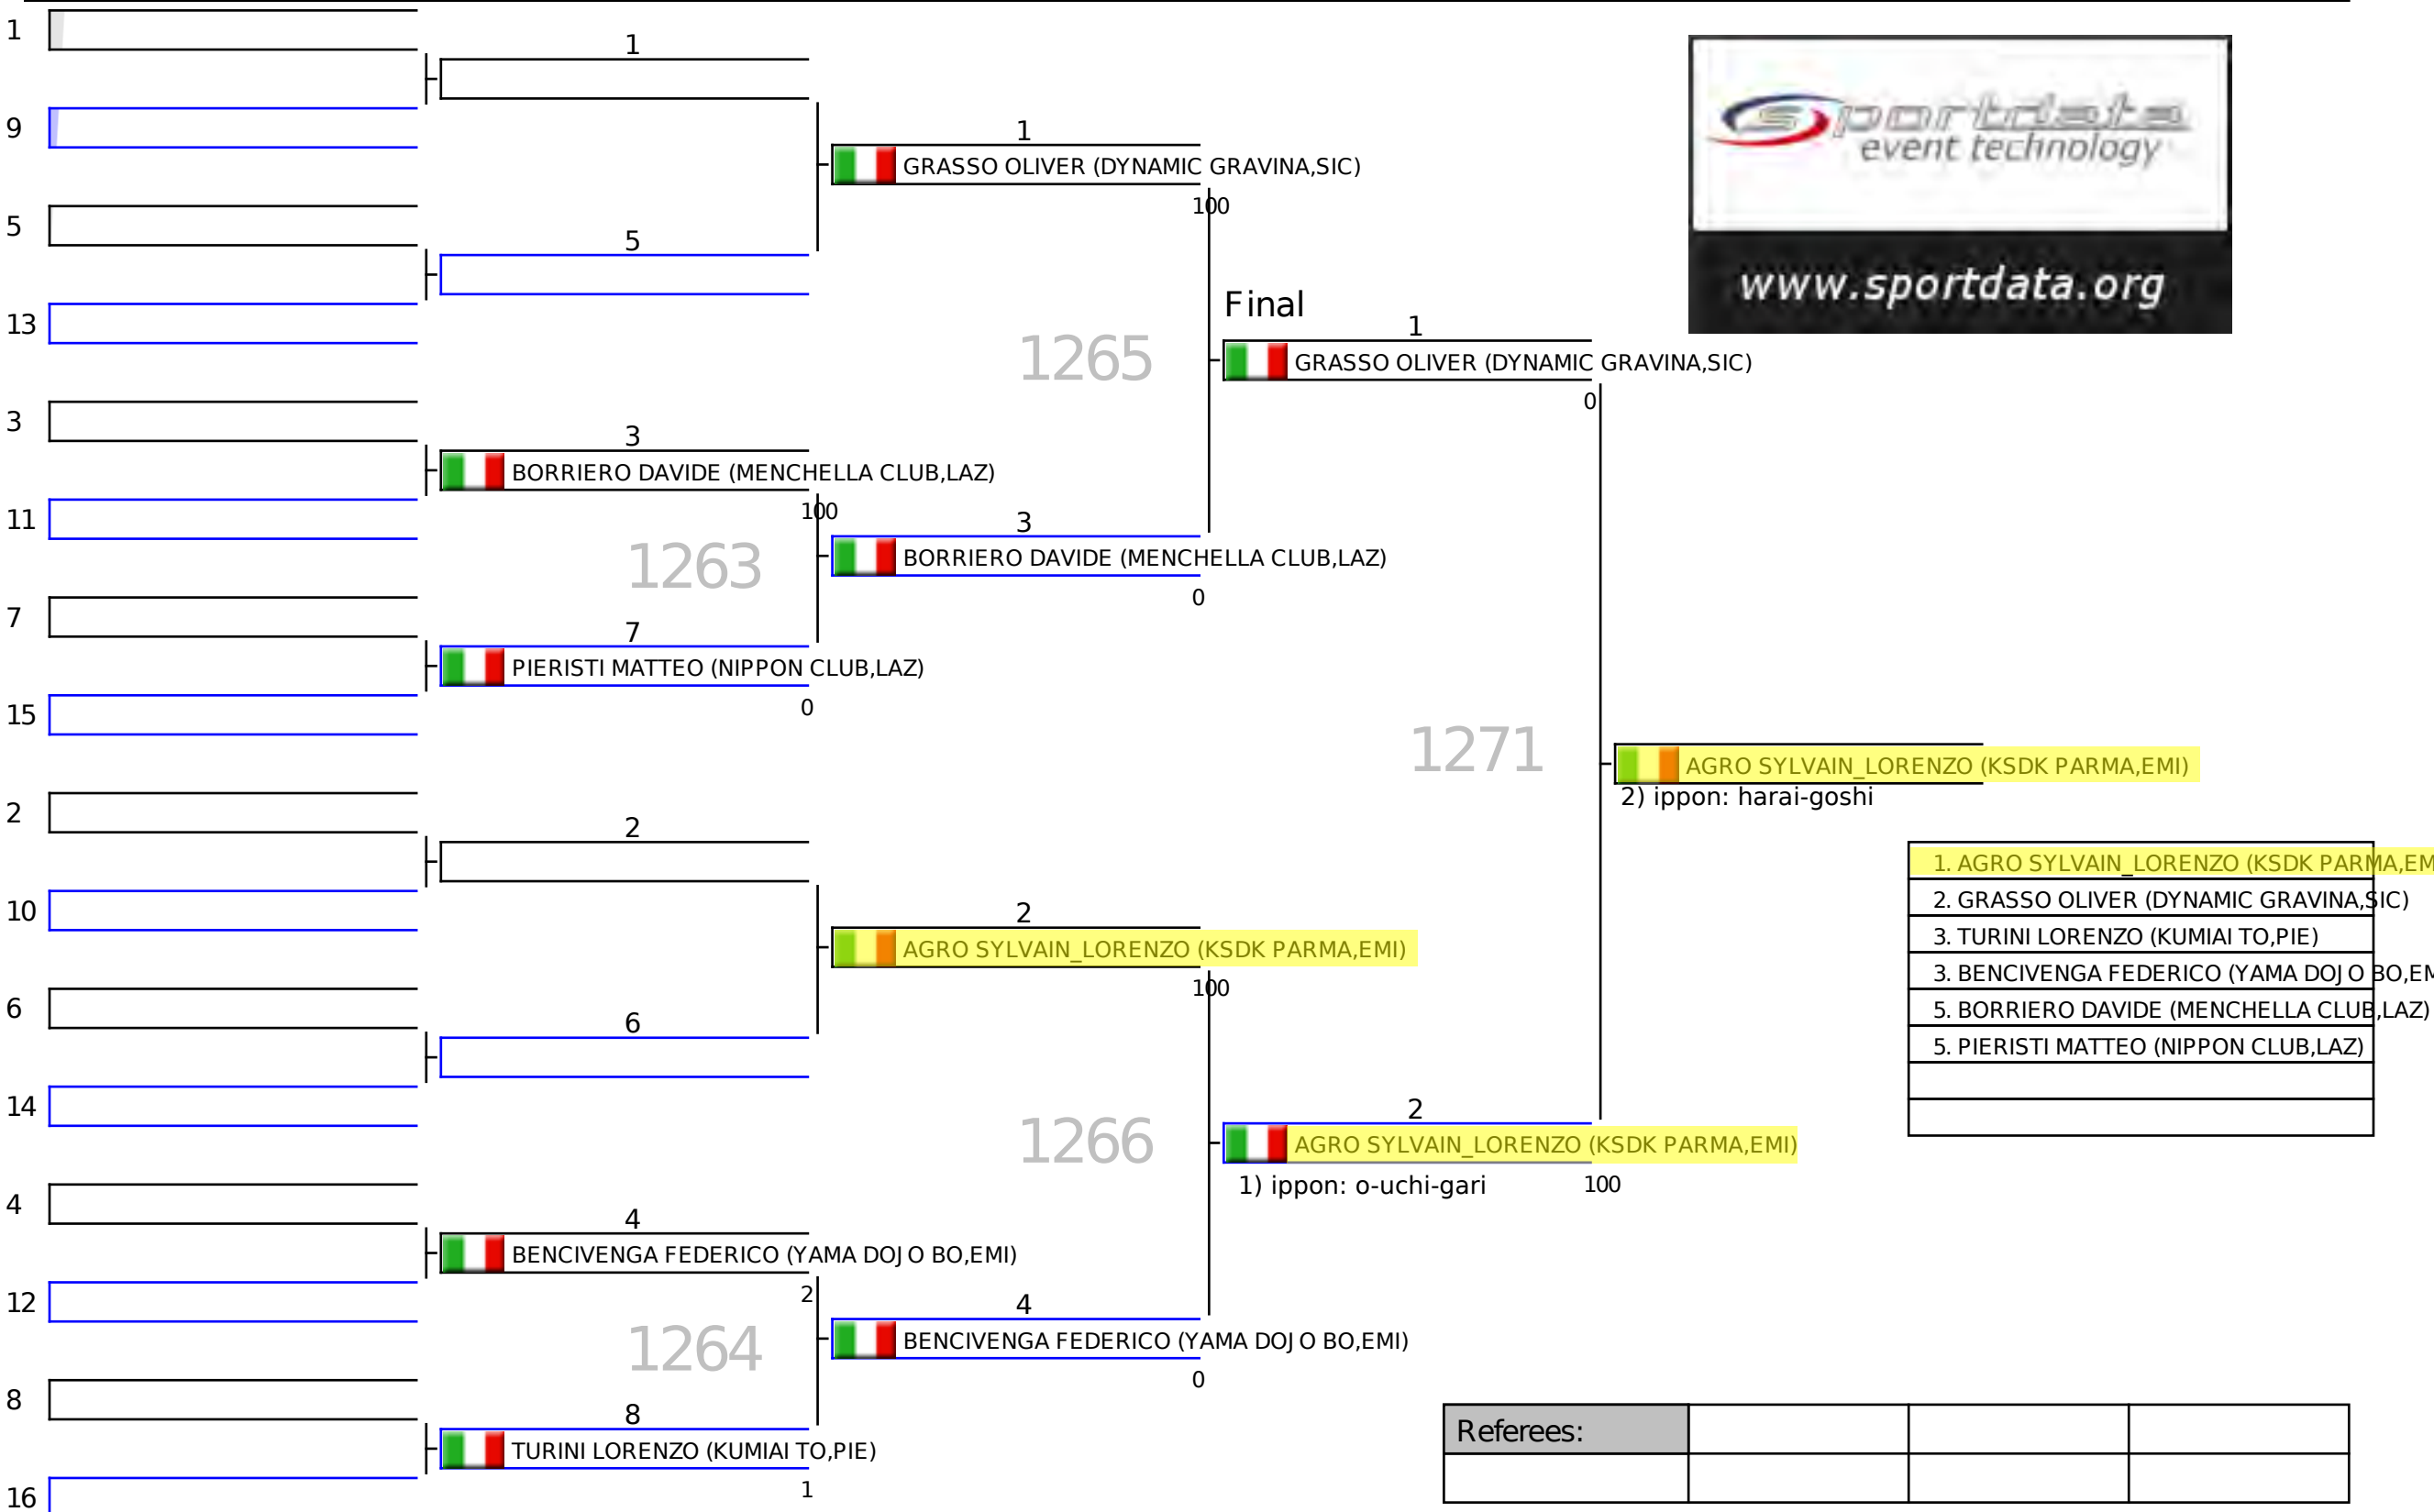 1
1
9
1
GRASSO OLIVER (DYNAMIC GRAVINA,SIC)
100
5
5
13
sportdata
event technology
www.sportdata.org
Final
1
1265
GRASSO OLIVER (DYNAMIC GRAVINA,SIC)
0
3
3
BORRIERO DAVIDE (MENCHELLA CLUB,LAZ)
100
11
3
1263
BORRIERO DAVIDE (MENCHELLA CLUB,LAZ)
0
7
7
PIERISTI MATTEO (NIPPON CLUB,LAZ)
0
15
1271
AGRO SYLVAIN_LORENZO (KSDK PARMA,EMI)
2) ippon: harai-goshi
2
2
10
2
AGRO SYLVAIN_LORENZO (KSDK PARMA,EMI)
100
1. AGRO SYLVAIN_LORENZO (KSDK PARMA,EM
2. GRASSO OLIVER (DYNAMIC GRAVINA,SIC)
3. TURINI LORENZO (KUMIAI TO,PIE)
3. BENCIVENGA FEDERICO (YAMA DOJO BO,EM
5. BORRIERO DAVIDE (MENCHELLA CLUB,LAZ)
5. PIERISTI MATTEO (NIPPON CLUB,LAZ)
6
6
14
2
1266
AGRO SYLVAIN_LORENZO (KSDK PARMA,EMI)
1) ippon: o-uchi-gari
100
4
4
BENCIVENGA FEDERICO (YAMA DOJO BO,EMI)
2
12
4
1264
BENCIVENGA FEDERICO (YAMA DOJO BO,EMI)
0
8
8
TURINI LORENZO (KUMIAI TO,PIE)
1
16
Referees: